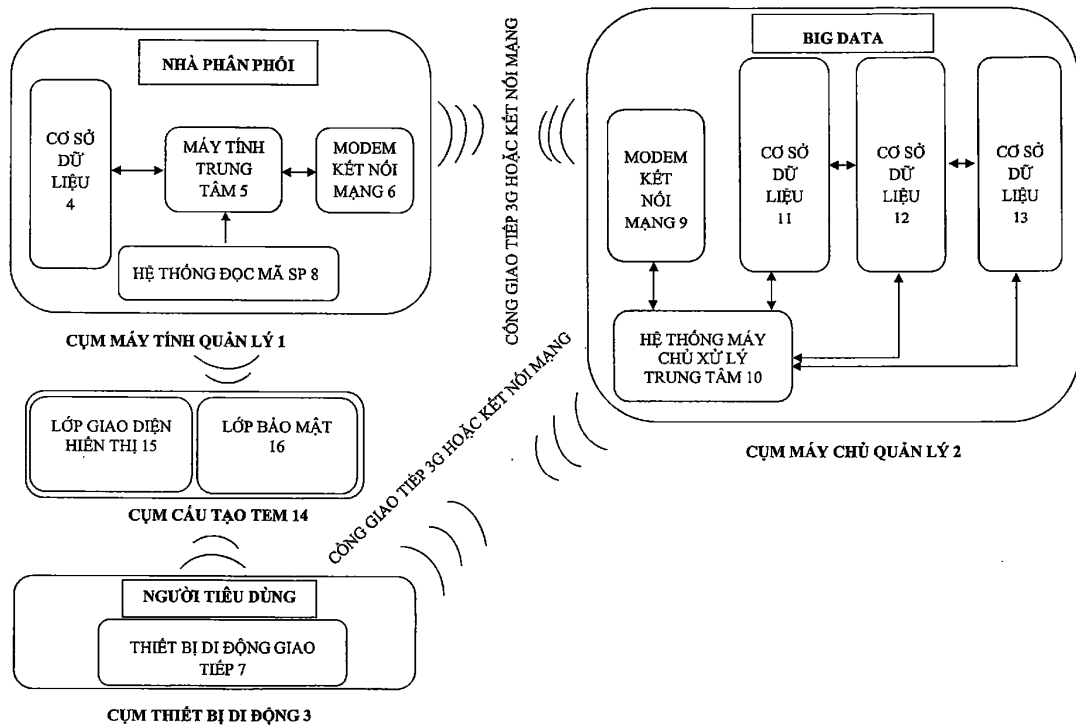 NHÀ PHÂN PHỐI
CƠ SỞ
DỮ
LIỆU
4
MÁY TÍNH
TRUNG
TÂM 5
MODEM
KẾT NỐI
MẠNG 6
HỆ THỐNG ĐỌC MÃ SP 8
CỤM MÁY TÍNH QUẢN LÝ 1
CỔNG GIAO TIẾP 3G HOẶC KẾT NỐI MẠNG
BIG DATA
MODEM
KẾT
NỐI
MẠNG 9
CƠ SỞ
DỮ
LIỆU
11
CƠ SỞ
DỮ
LIỆU
12
CƠ SỞ
DỮ
LIỆU 13
HỆ THỐNG MÁY
CHỦ XỬ LÝ
TRUNG TÂM 10
CỤM MÁY CHỦ QUẢN LÝ 2
LỚP GIAO DIỆN
HIỂN THỊ 15
LỚP BẢO MẬT
16
CỤM CẤU TẠO TEM 14
CỔNG GIAO TIẾP 3G HOẶC KẾT NỐI MẠNG
NGƯỜI TIÊU DÙNG
THIẾT BỊ DI ĐỘNG GIAO
TIẾP 7
CỤM THIẾT BỊ DI ĐỘNG 3